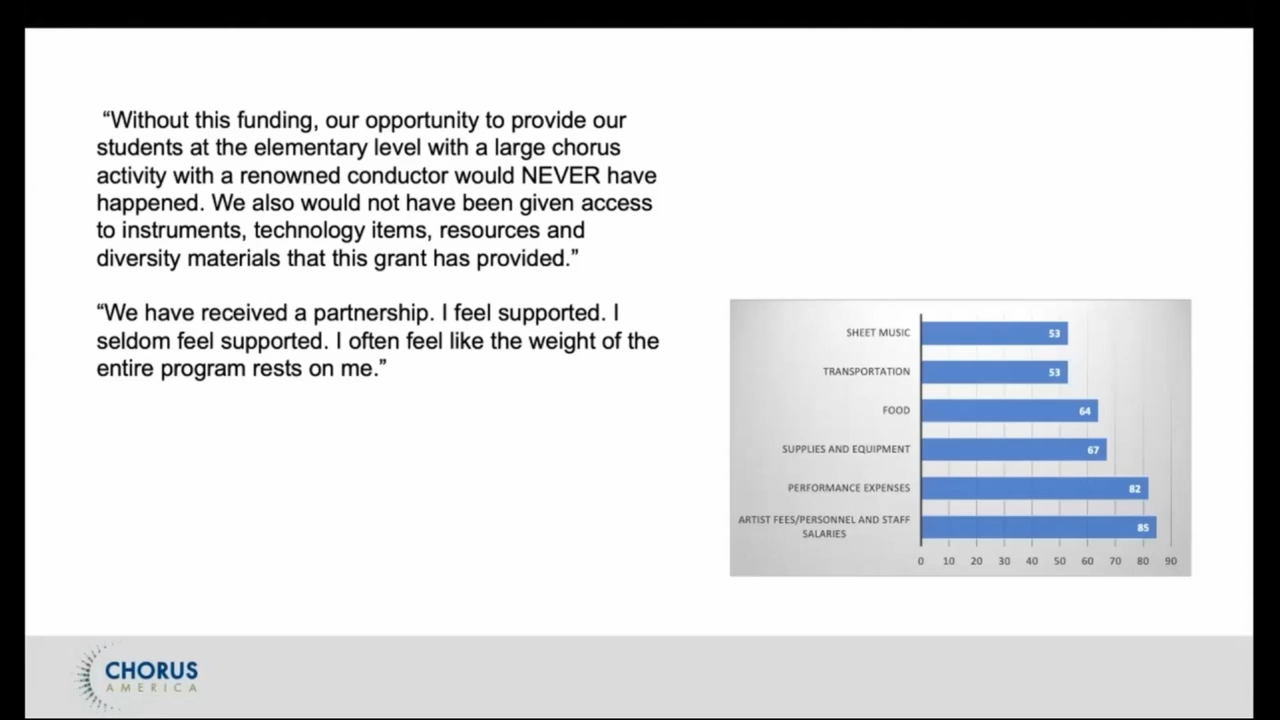 “Without this funding, our opportunity to provide our
students at the elementary level with a large chorus
activity with a renowned conductor would NEVER have
happened. We also would not have been given access
to instruments, technology items, resources and
diversity materials that this grant has provided.”
“We have received a partnership. I feel supported. I
seldom feel supported. I often feel like the weight of the
entire program rests on me.”
SHEET MUSIC 53
TRANSPORTATION 53
FOOD 64
SUPPLIES AND EQUIPMENT 67
PERFORMANCE EXPENSES 82
ARTIST FEES/PERSONNEL AND STAFF
SALARIES 85
0 10 20 30 40 50 60 70 80 90
CHORUS
AMERICA